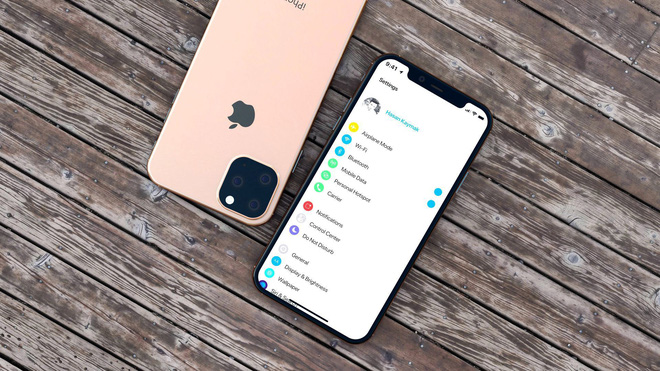 iPhone
9:41
Settings
Hasan Kaymak
Airplane Mode
Wi-Fi
Bluetooth
Mobile Data
Personal Hotspot
Carrier
Notifications
Control Center
Do Not Disturb
General
Display & Brightness
Wallpaper